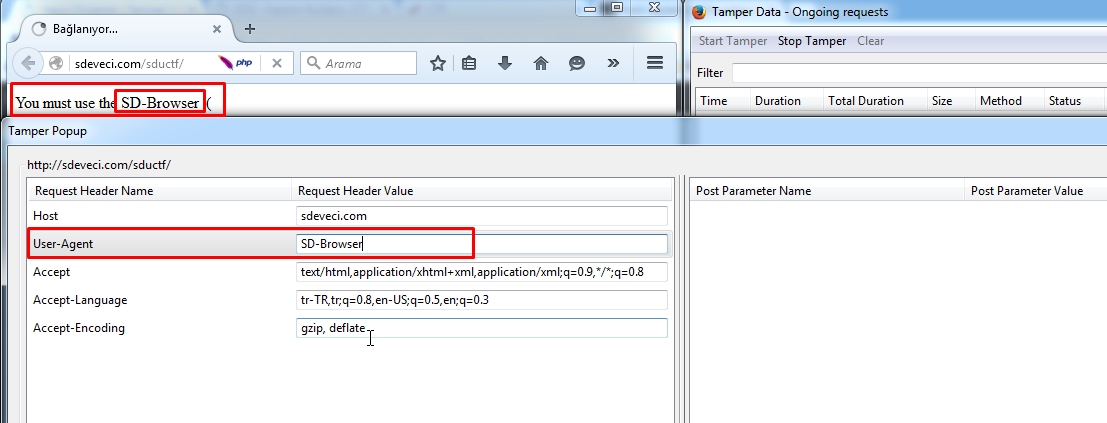 Bağlanıyor...
sdeveci.com/sductf/
php
Arama
You must use the SD-Browser (
Tamper Data - Ongoing requests
Start Tamper Stop Tamper Clear
Filter
Time Duration Total Duration Size Method Status
Tamper Popup
http://sdeveci.com/sductf/
Request Header Name Request Header Value
Post Parameter Name Post Parameter Value
Host sdeveci.com
User-Agent SD-Browser
Accept text/html,application/xhtml+xml,application/xml;q=0.9,*/*;q=0.8
Accept-Language tr-TR,tr;q=0.8,en-US;q=0.5,en;q=0.3
Accept-Encoding gzip, deflate